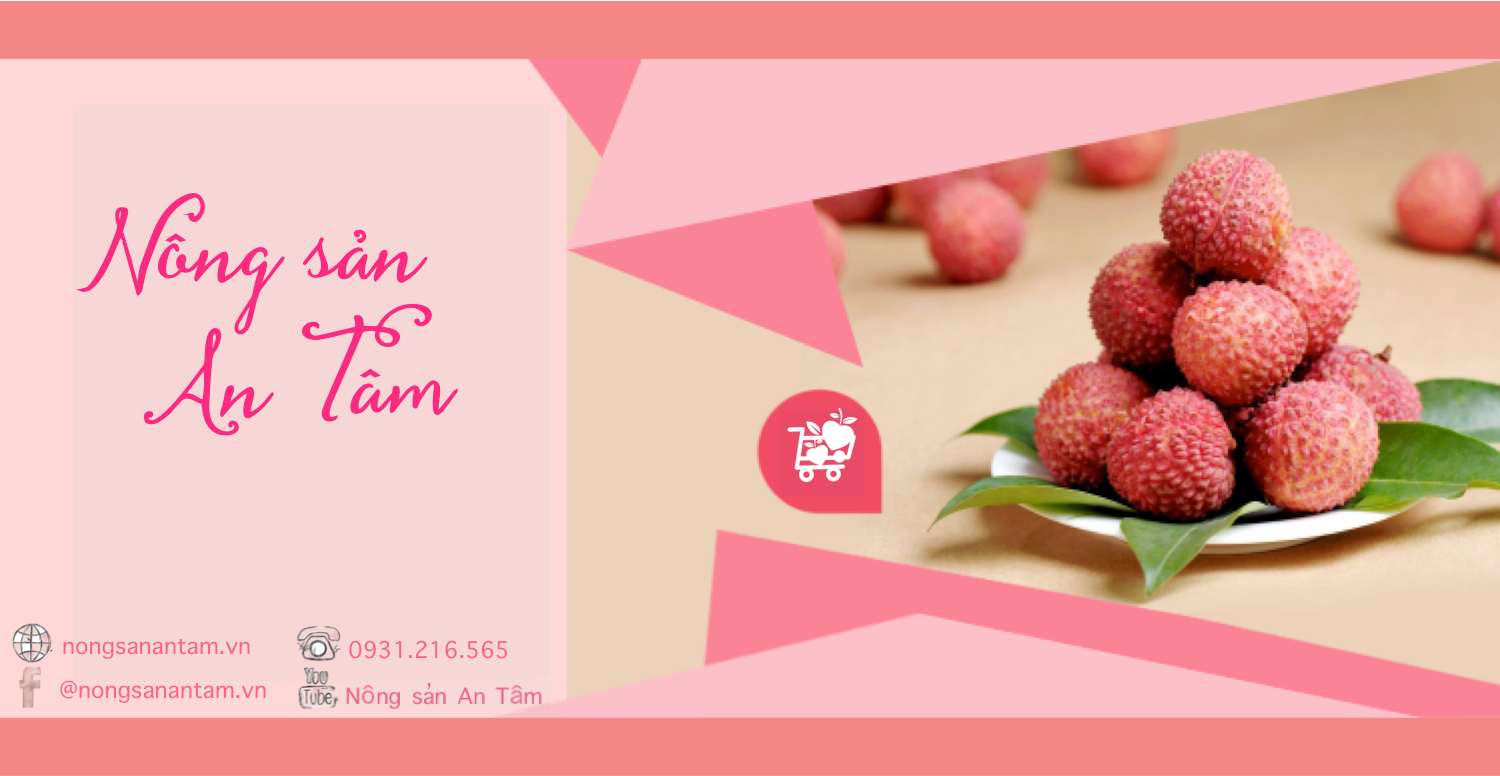 Nông sản
An Tâm
nongsanantam.vn
0931.216.565
@nongsanantam.vn
You
Tube
Nông sản An Tâm